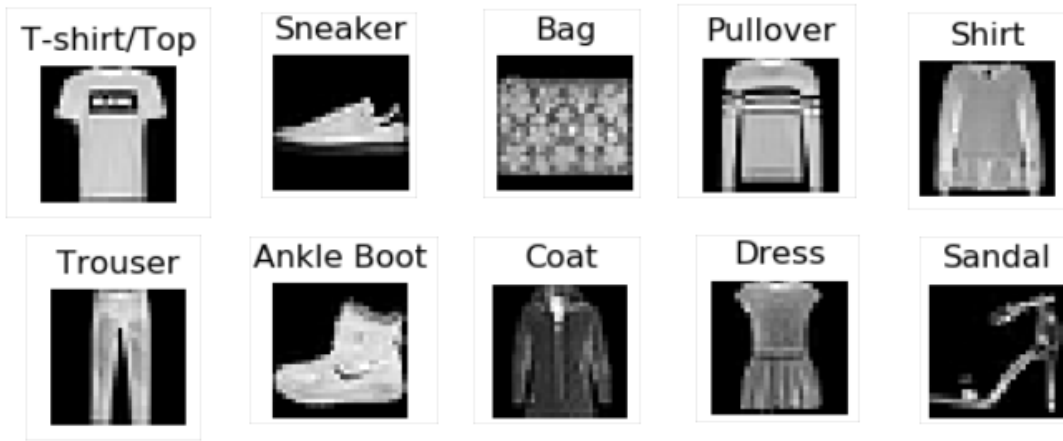 T-shirt/Top
Sneaker
Bag
Pullover
Shirt
Trouser
Ankle Boot
Coat
Dress
Sandal